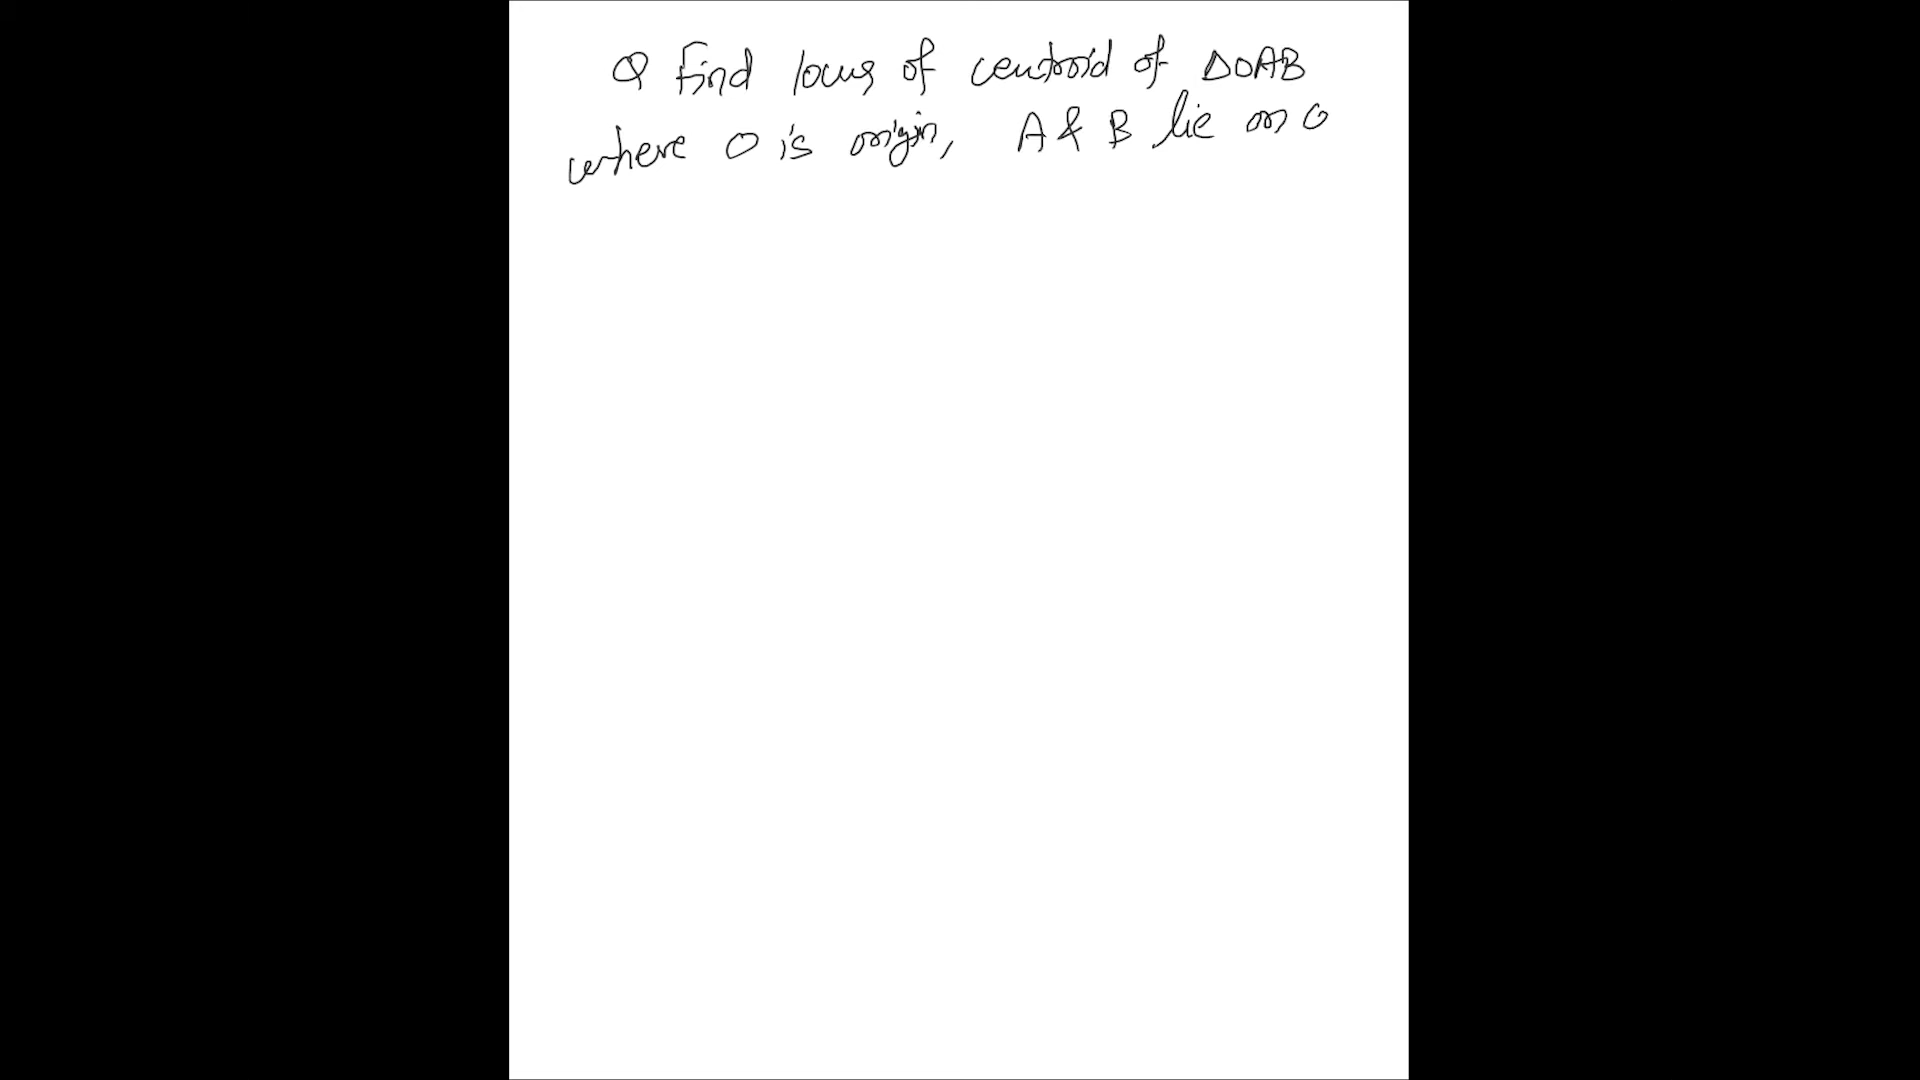 Q Find locus of centroid of ΔOAB
where O is origin, A & B lie on c